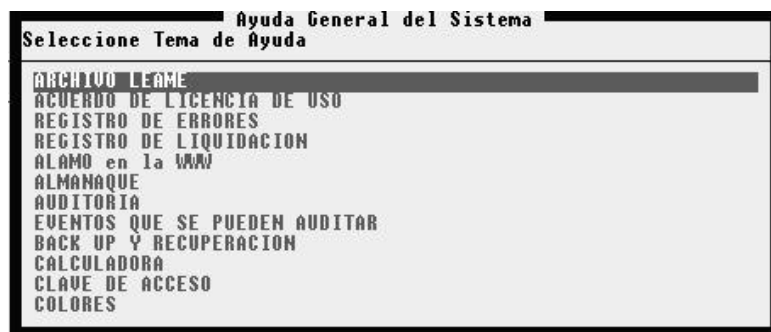 Ayuda General del Sistema
Seleccione Tema de Ayuda
ARCHIVO LEAME
ACUERDO DE LICENCIA DE USO
REGISTRO DE ERRORES
REGISTRO DE LIQUIDACION
ALAMO en la WWW
ALMANAQUE
AUDITORIA
EVENTOS QUE SE PUEDEN AUDITAR
BACK UP Y RECUPERACION
CALCULADORA
CLAVE DE ACCESO
COLORES